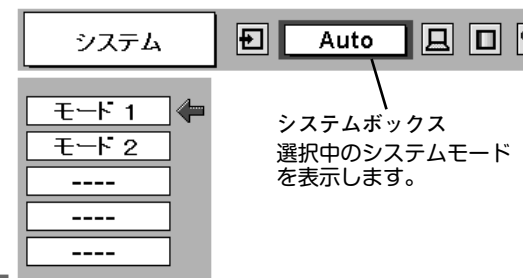 システム
Auto
モード 1
モード 2
----
----
----
システムボックス
選択中のシステムモード
を表示します。